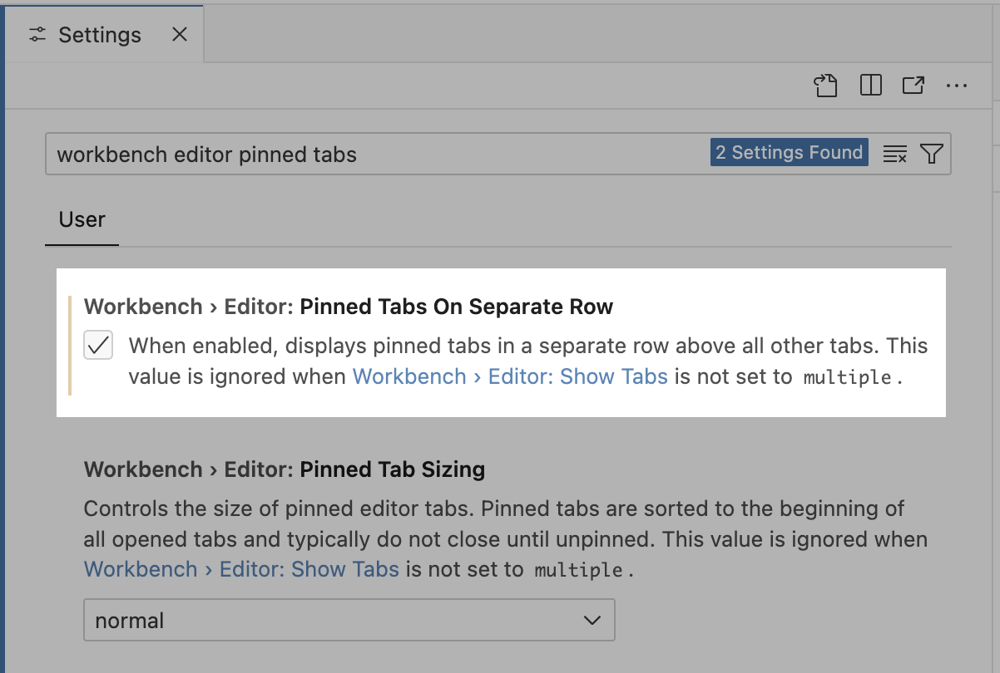 Settings
workbench editor pinned tabs
2 Settings Found
User
Workbench › Editor: Pinned Tabs On Separate Row
When enabled, displays pinned tabs in a separate row above all other tabs. This
value is ignored when Workbench › Editor: Show Tabs is not set to multiple.
Workbench › Editor: Pinned Tab Sizing
Controls the size of pinned editor tabs. Pinned tabs are sorted to the beginning of
all opened tabs and typically do not close until unpinned. This value is ignored when
Workbench › Editor: Show Tabs is not set to multiple.
normal